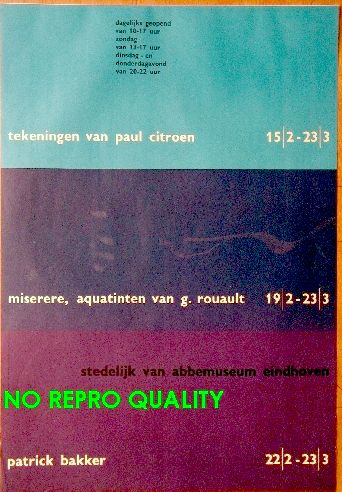 dagelijks geopend
van 10-17 uur
zondag
van 13-17 uur
dinsdag - en
donderdagavond
van 20-22 uur
tekeningen van paul citroen 15|2-23|3
miserere, aquatinten van g. rouault 19|2-23|3
stedelijk van abbemuseum eindhoven
NO REPRO QUALITY
patrick bakker 22|2-23|3